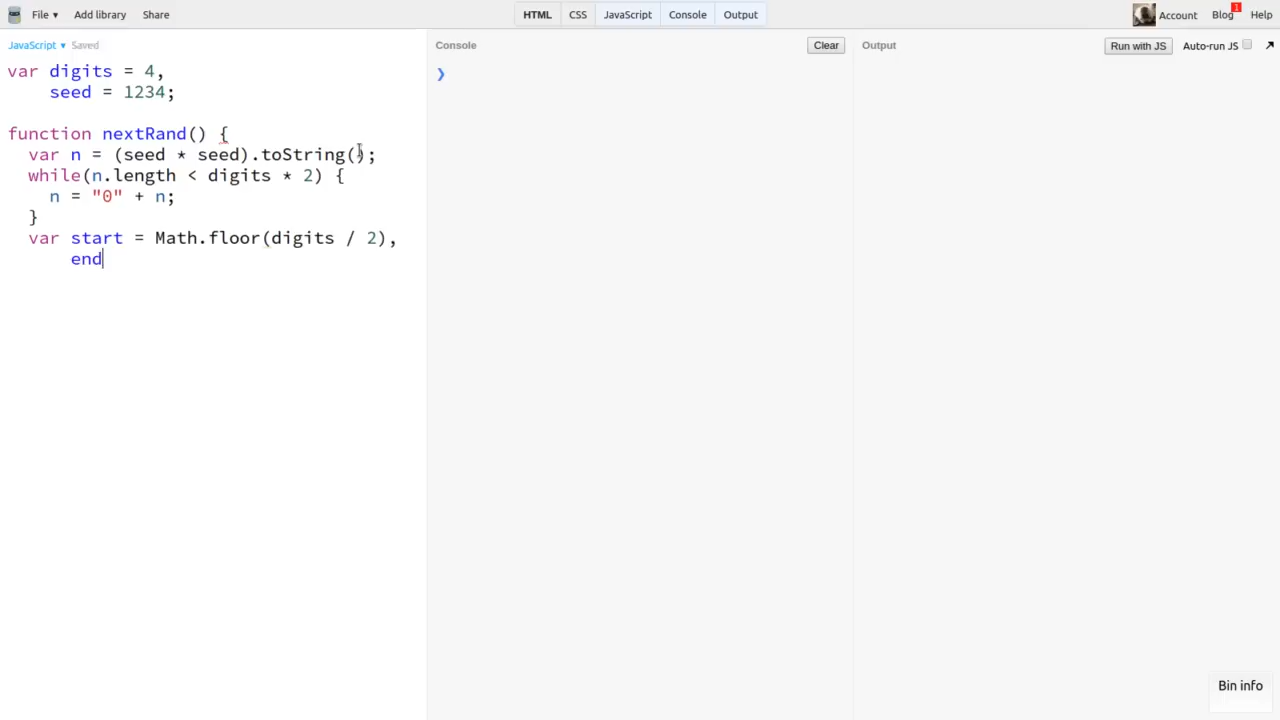 File ▾ Add library Share HTML CSS JavaScript Console Output Account Blog 1 Help
JavaScript ▾ Saved
Console Clear
Output Run with JS Auto-run JS
var digits = 4,
    seed = 1234;
function nextRand() {
  var n = (seed * seed).toString();
  while(n.length < digits * 2) {
    n = "0" + n;
  }
  var start = Math.floor(digits / 2),
      end
❯
Bin info